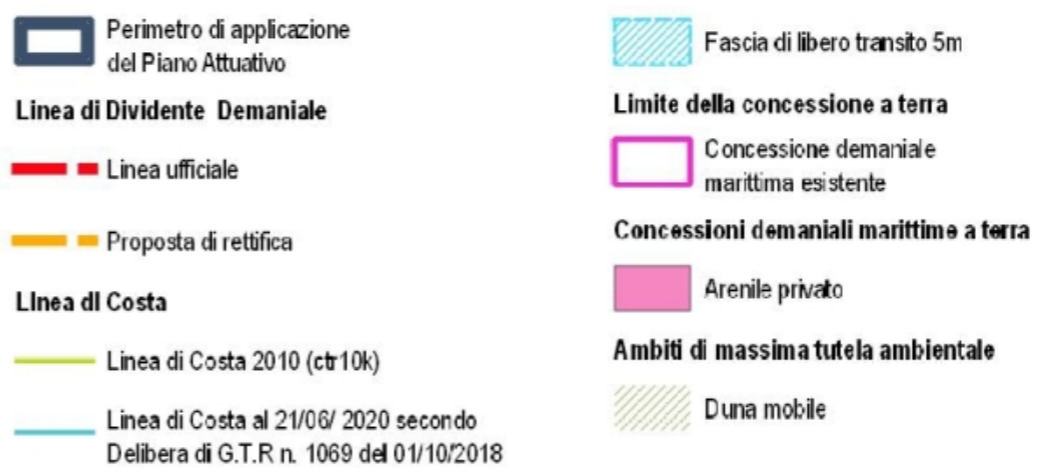 Perimetro di applicazione
del Piano Attuativo
Linea di Dividente Demaniale
Linea ufficiale
Proposta di rettifica
Linea di Costa
Linea di Costa 2010 (ctr10k)
Linea di Costa al 21/06/ 2020 secondo
Delibera di G.T.R n. 1069 del 01/10/2018
Fascia di libero transito 5m
Limite della concessione a terra
Concessione demaniale
marittima esistente
Concessioni demaniali marittime a terra
Arenile privato
Ambiti di massima tutela ambientale
Duna mobile